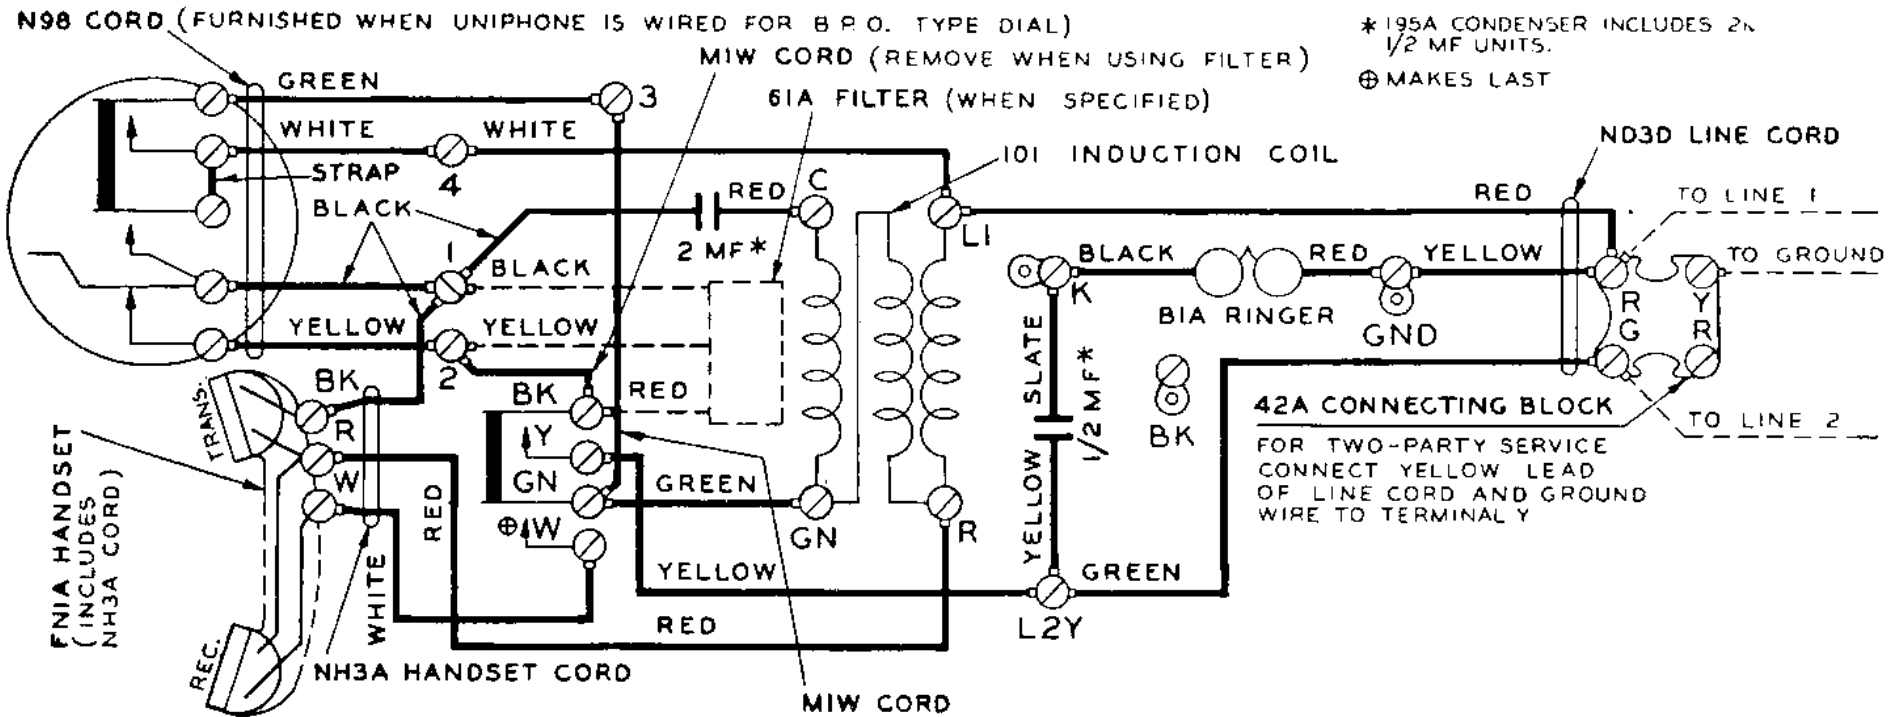 N98 CORD (FURNISHED WHEN UNIPHONE IS WIRED FOR B.P.O. TYPE DIAL)
* 195A CONDENSER INCLUDES
1/2 MF UNITS.
⊕ MAKES LAST
M1W CORD (REMOVE WHEN USING FILTER)
61A FILTER (WHEN SPECIFIED)
GREEN
3
WHITE
4
WHITE
STRAP
BLACK
RED
C
2 MF*
101 INDUCTION COIL
L1
ND3D LINE CORD
RED
TO LINE 1
TO GROUND
1
BLACK
BLACK
K
81A RINGER
RED
YELLOW
GND
R
G
Y
R
YELLOW
2
YELLOW
BK
RED
SLATE
1/2 MF*
YELLOW
BK
42A CONNECTING BLOCK
TO LINE 2
FOR TWO-PARTY SERVICE
CONNECT YELLOW LEAD
OF LINE CORD AND GROUND
WIRE TO TERMINAL Y
TRANS.
BK
R
W
Y
GN
⊕W
GREEN
GN
R
RED
WHITE
YELLOW
GREEN
L2Y
RED
FN1A HANDSET
(INCLUDES
NH3A CORD)
REC.
NH3A HANDSET CORD
M1W CORD